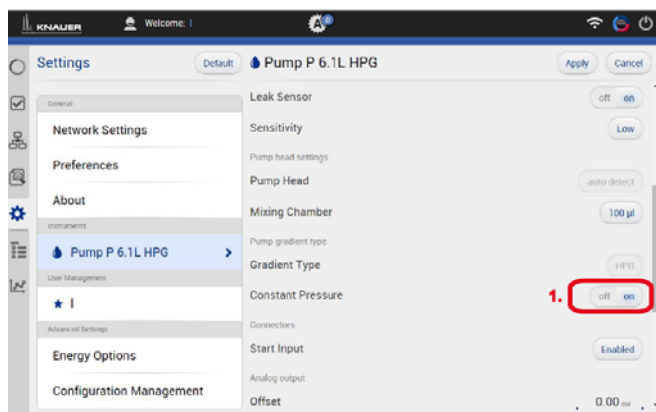 KNAUER Welcome: I A
Settings Default Pump P 6.1L HPG Apply Cancel
General
Network Settings
Preferences
About
Instruments
Pump P 6.1L HPG
User Management
I
Advanced Settings
Energy Options
Configuration Management
Leak Sensor off on
Sensitivity Low
Pump head settings
Pump Head auto detect
Mixing Chamber 100 µl
Pump gradient type
Gradient Type HPG
Constant Pressure 1. off on
Connectors
Start Input Enabled
Analog output
Offset 0.00 mv